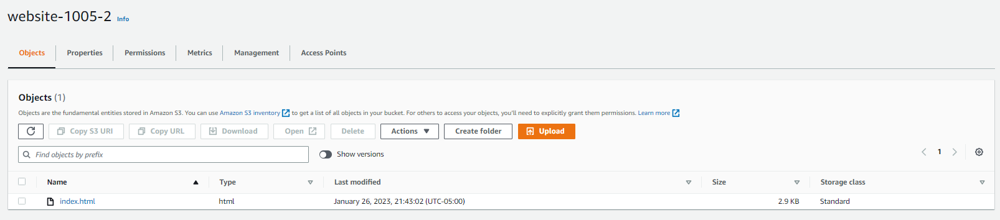 website-1005-2 Info
Objects Properties Permissions Metrics Management Access Points
Objects (1)
Objects are the fundamental entities stored in Amazon S3. You can use Amazon S3 inventory to get a list of all objects in your bucket. For others to access your objects, you'll need to explicitly grant them permissions. Learn more
Copy S3 URI Copy URL Download Open Delete Actions Create folder Upload
Find objects by prefix Show versions 1
Name Type Last modified Size Storage class
index.html html January 26, 2023, 21:43:02 (UTC-05:00) 2.9 KB Standard